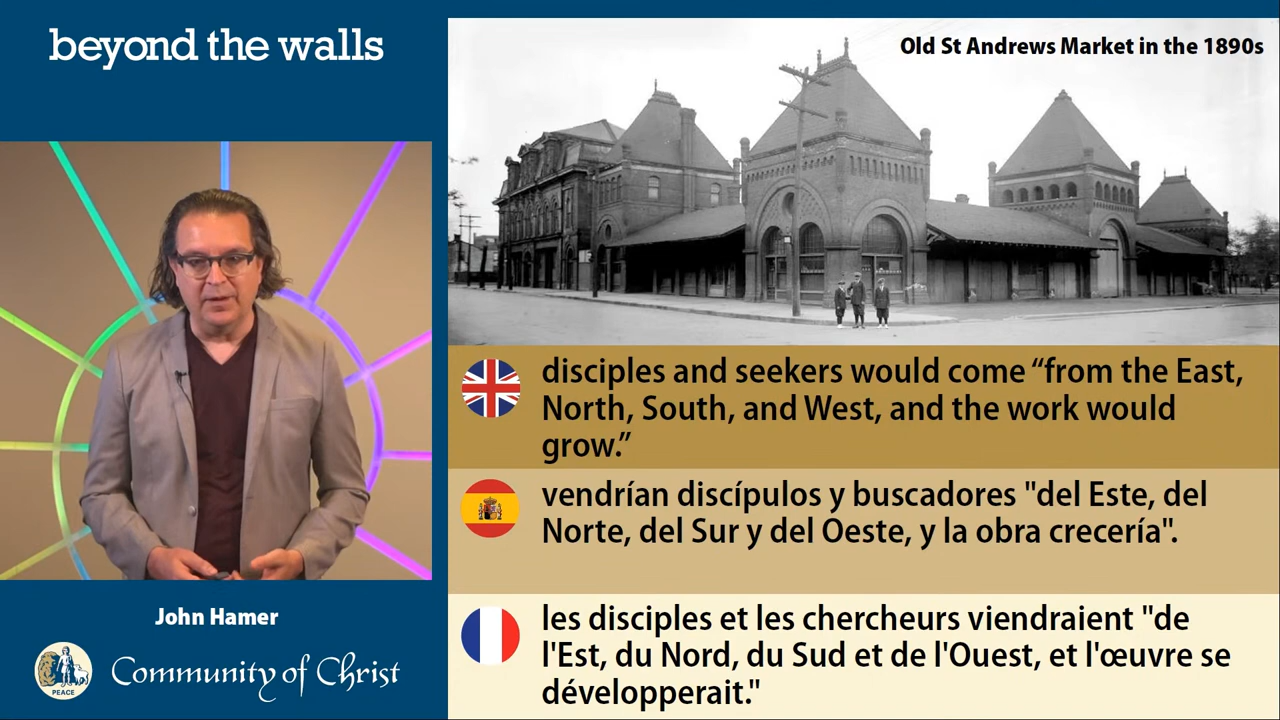 beyond the walls
Old St Andrews Market in the 1890s
disciples and seekers would come “from the East,
North, South, and West, and the work would
grow.”
vendrían discípulos y buscadores "del Este, del
Norte, del Sur y del Oeste, y la obra crecería".
les disciples et les chercheurs viendraient "de
l'Est, du Nord, du Sud et de l'Ouest, et l'œuvre se
développerait."
John Hamer
PEACE
Community of Christ